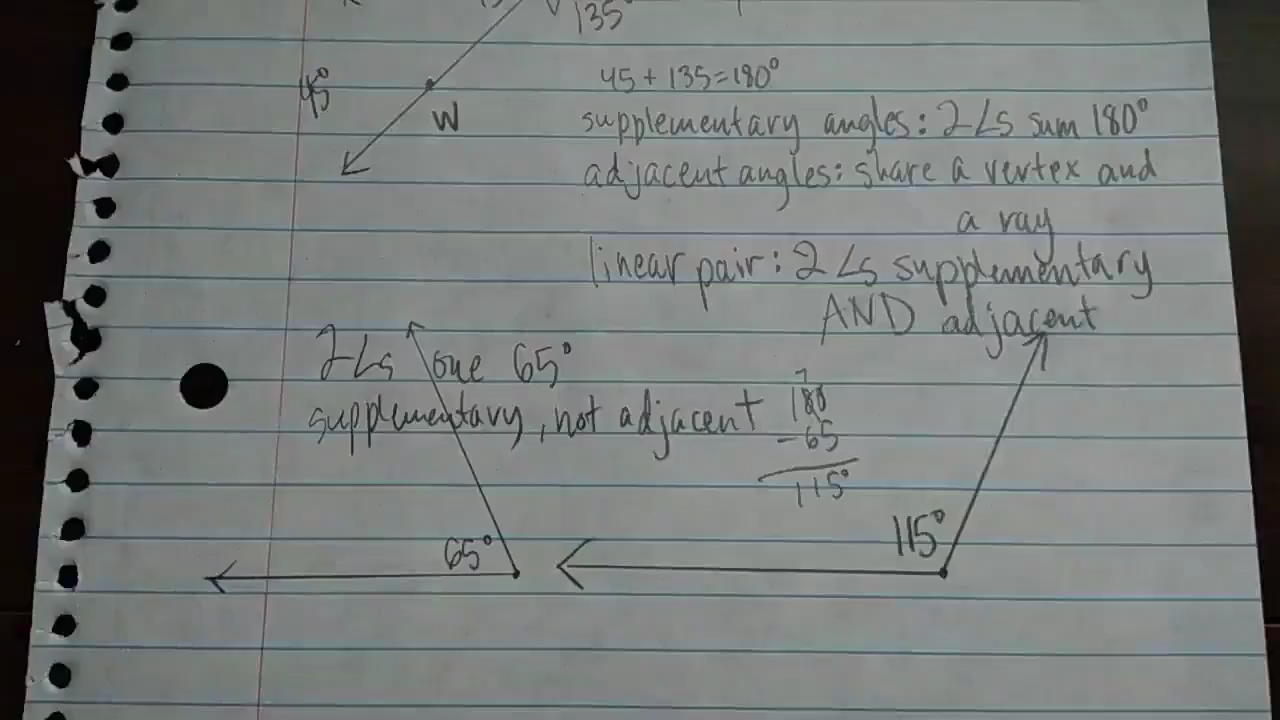 135°
45°
W
45 + 135 = 180°
supplementary angles: 2 ∠s sum 180°
adjacent angles: share a vertex and
a ray
linear pair: 2 ∠s supplementary
AND adjacent
2 ∠s one 65°
supplementary, not adjacent
7
180
-65
115°
65°
115°